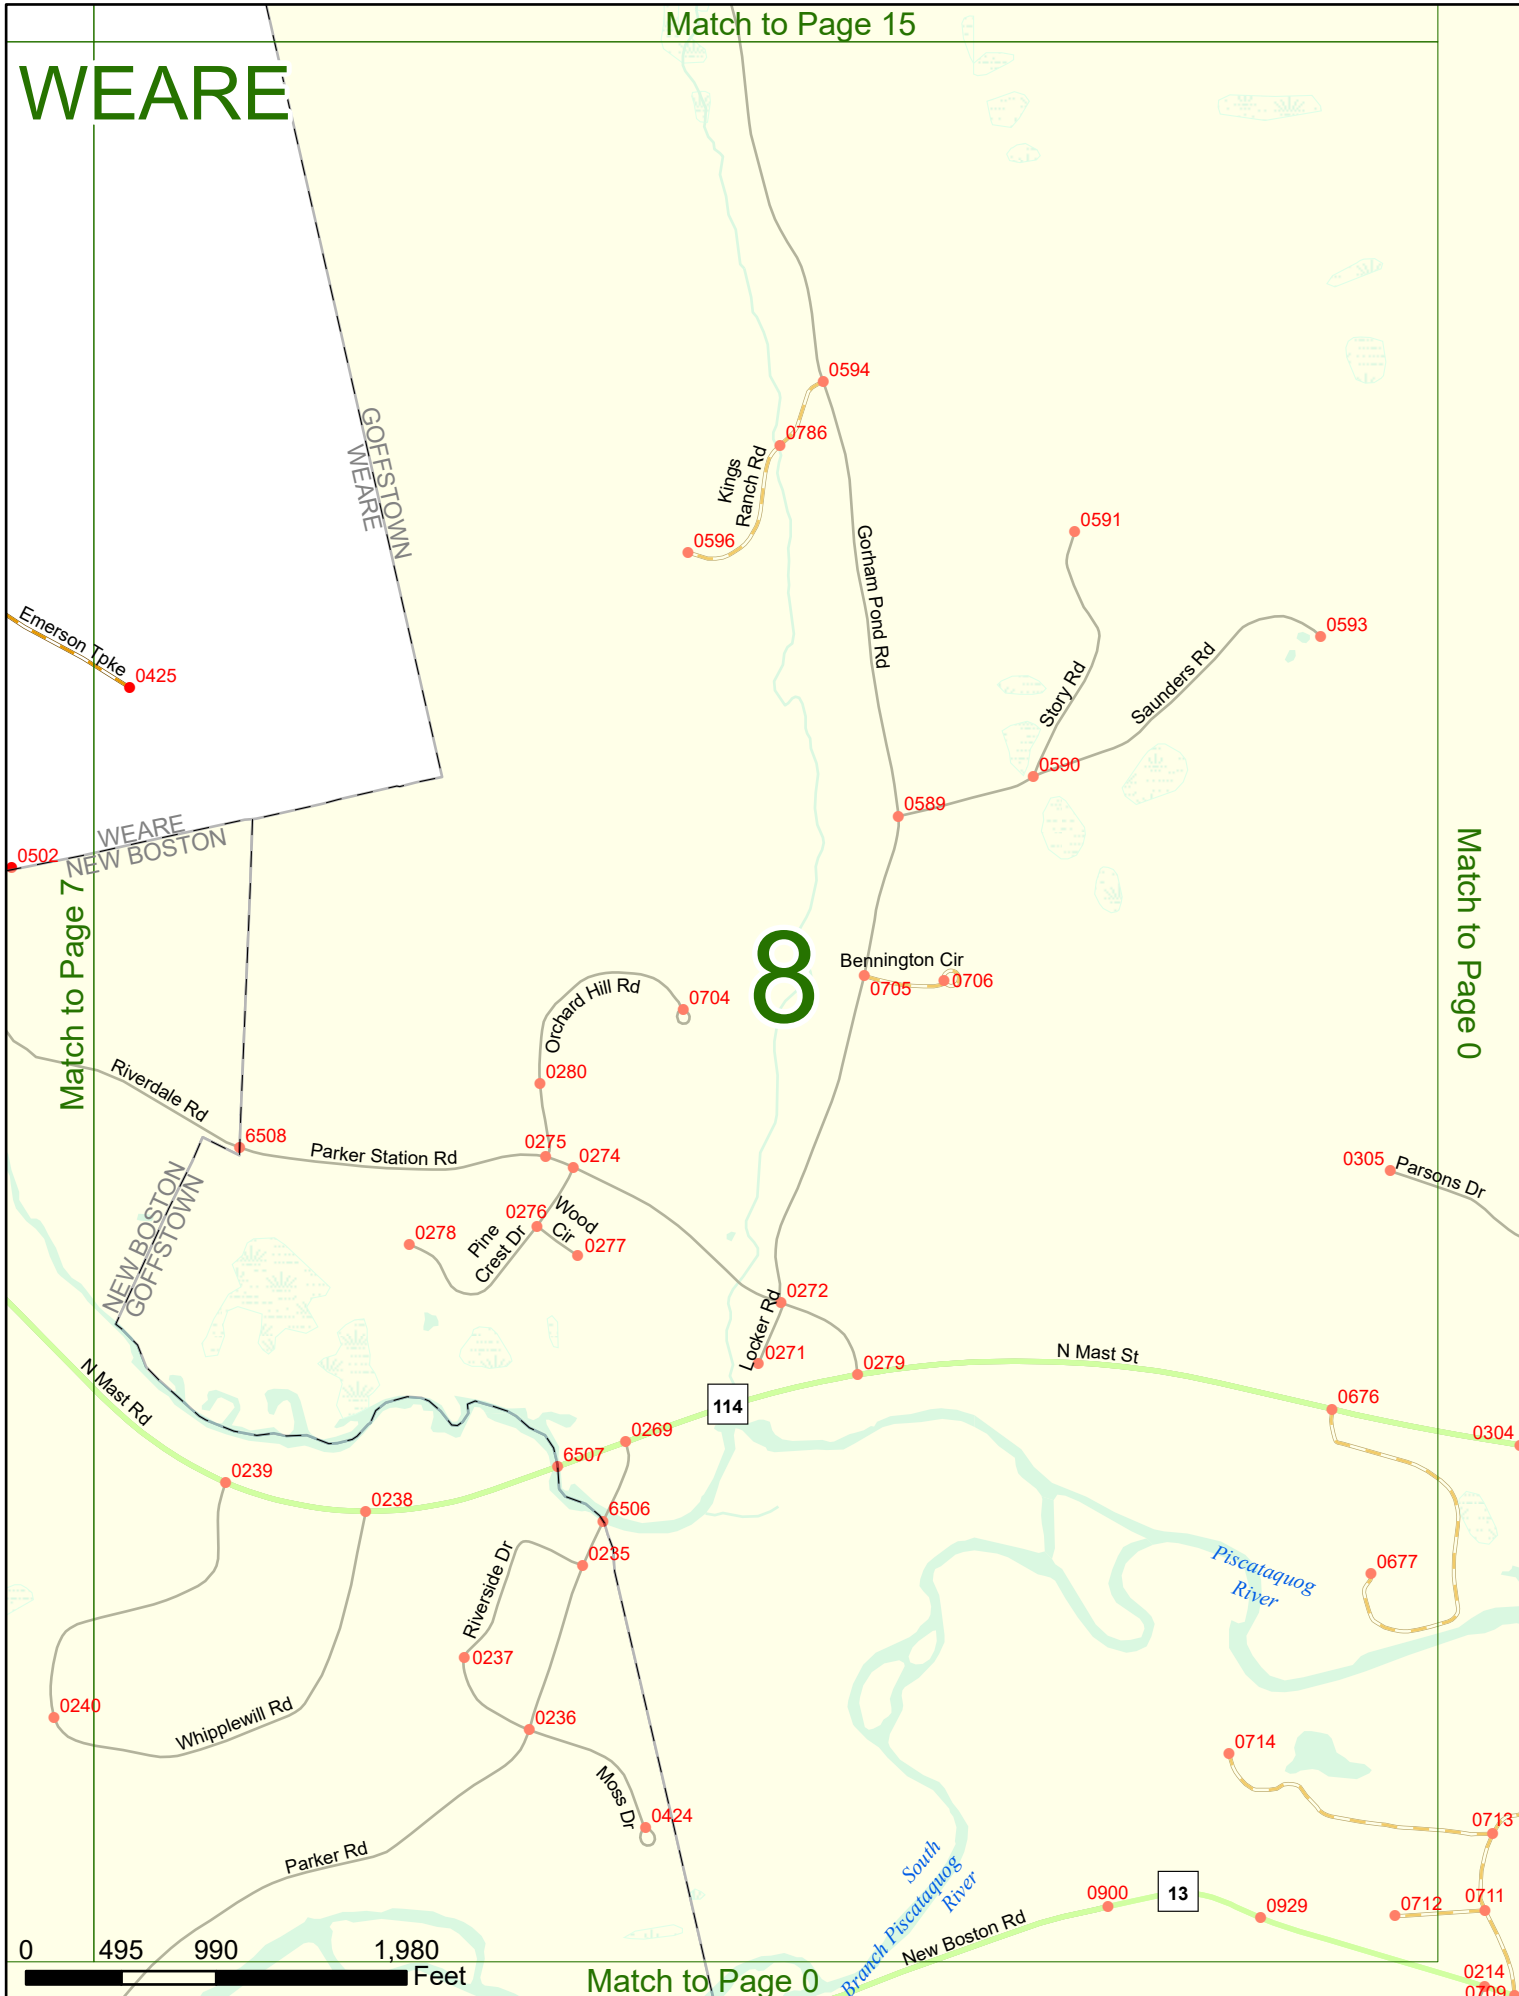 Match to Page 15
WEARE
0594
0786
Kings
Ranch Rd
0596
GOFFSTOWN
WEARE
0591
Gorham Pond Rd
0593
Emerson Tpke
0425
Story Rd
Saunders Rd
0590
0589
WEARE
NEW BOSTON
0502
Match to Page 7
Match to Page 0
8
Bennington Cir
0705
0706
Orchard Hill Rd
0704
0280
Riverdale Rd
6508
Parker Station Rd
0275
0274
0305
Parsons Dr
NEW BOSTON
GOFFSTOWN
0276
Wood
Cir
0278
Pine
Crest Dr
0277
0272
Locker Rd
0271
0279
N Mast St
N Mast Rd
114
0676
0304
0269
6507
0239
0238
6506
0235
Riverside Dr
Piscataquog
River
0677
0237
0240
Whipplewill Rd
0236
0714
Moss Dr
0424
0713
Parker Rd
South
Branch Piscataquog
River
0900
13
0929
0712
0711
New Boston Rd
0 495 990 1,980
Feet
Match to Page 0
0214
0709